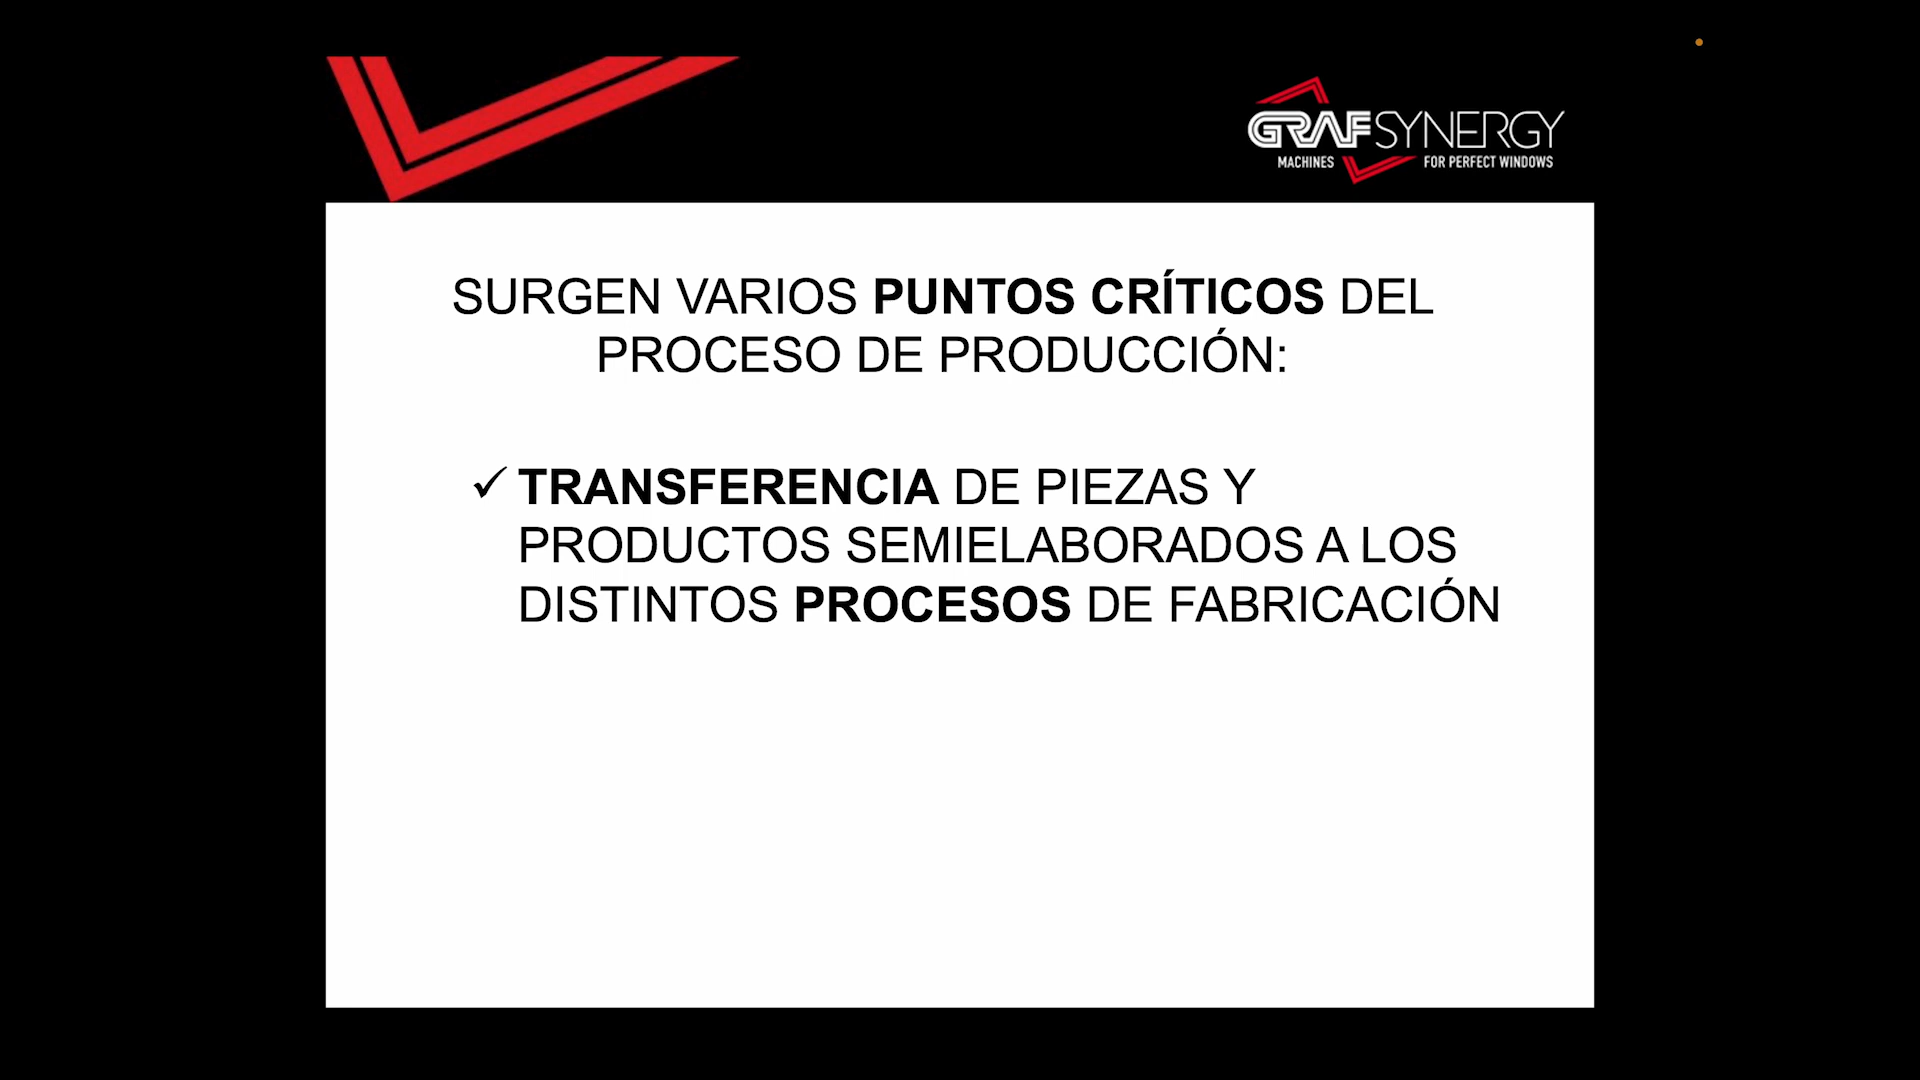 GRAFSYNERGY
MACHINES FOR PERFECT WINDOWS
SURGEN VARIOS PUNTOS CRÍTICOS DEL
PROCESO DE PRODUCCIÓN:
✓ TRANSFERENCIA DE PIEZAS Y
PRODUCTOS SEMIELABORADOS A LOS
DISTINTOS PROCESOS DE FABRICACIÓN